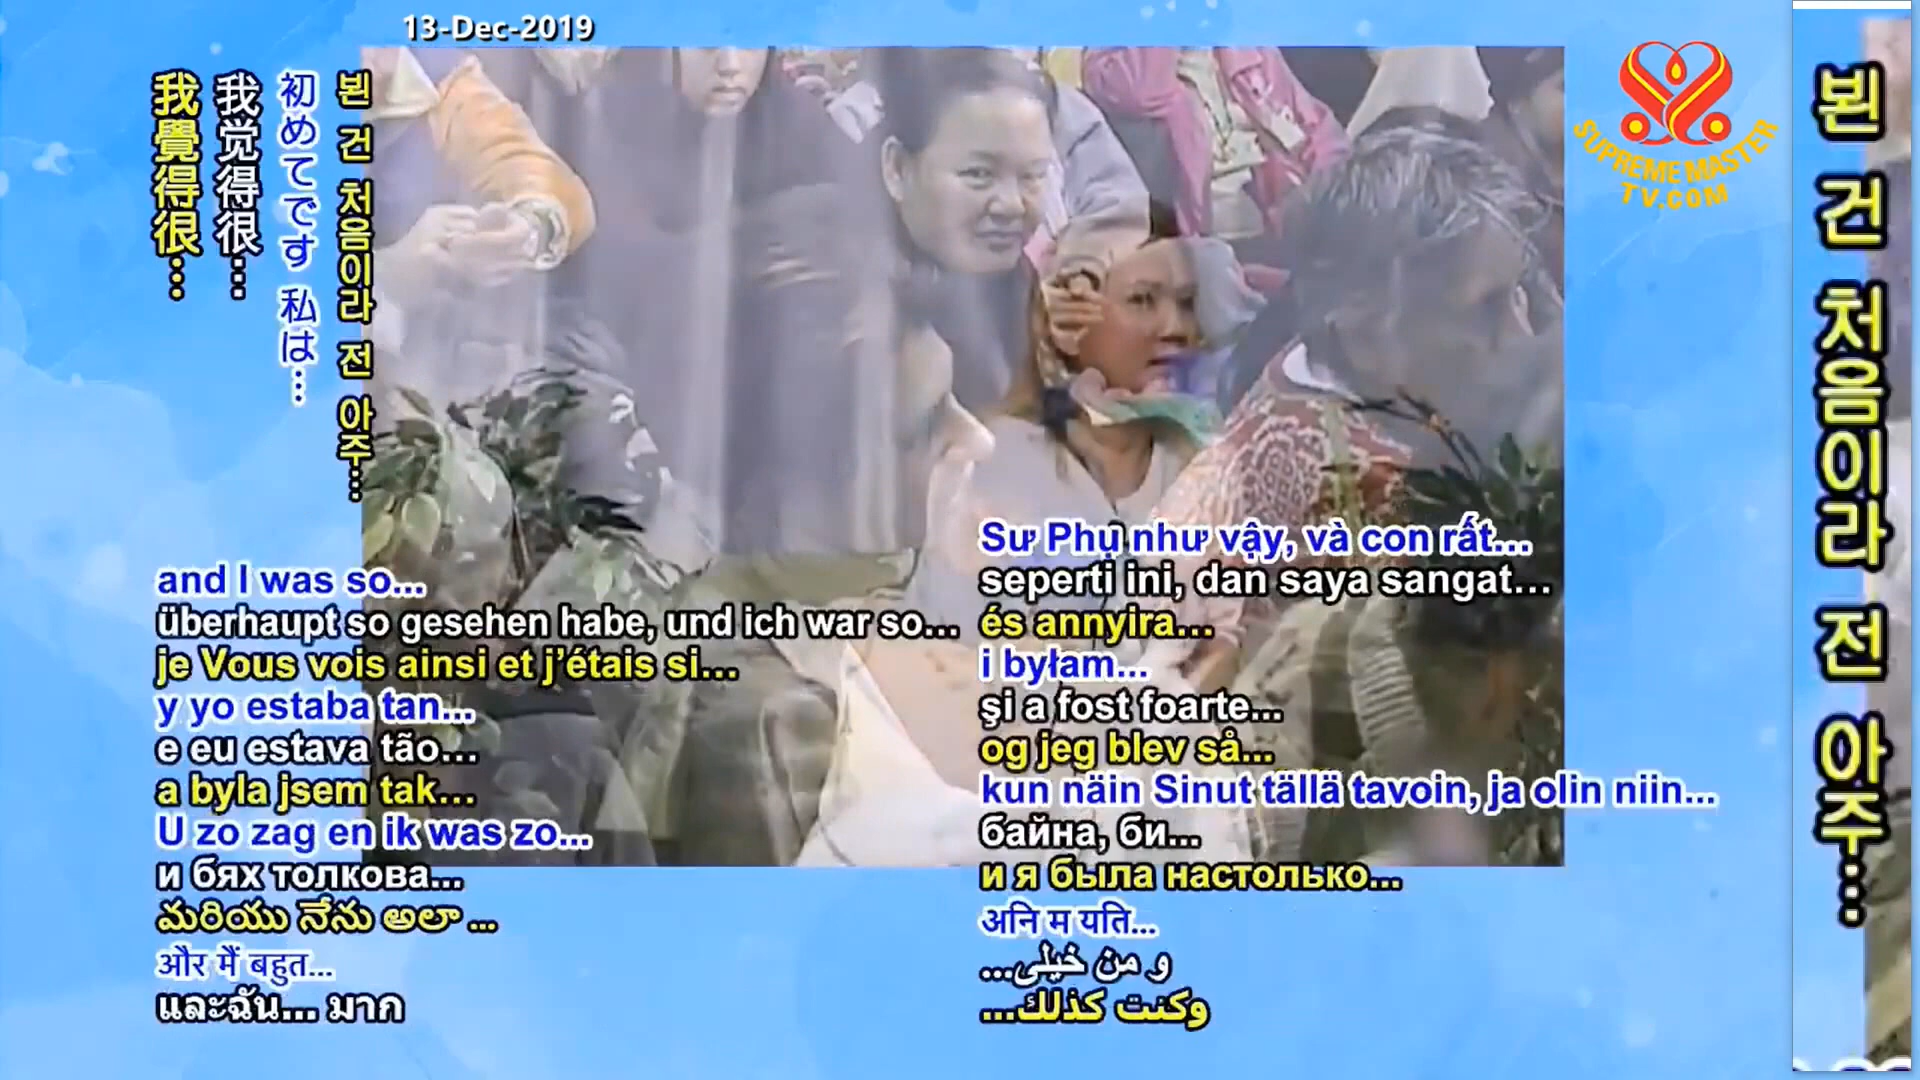 13-Dec-2019
SUPREME MASTER
TV.COM
뵌 건 처음이라 전 아주…
初めてです 私は…
我觉得很…
我覺得很…
and I was so...
überhaupt so gesehen habe, und ich war so...
je Vous vois ainsi et j’étais si...
y yo estaba tan...
e eu estava tão...
a byla jsem tak...
U zo zag en ik was zo...
и бях толкова...
మరియు నేను అలా ...
और मैं बहुत...
และฉัน... มาก
Sư Phụ như vậy, và con rất...
seperti ini, dan saya sangat...
és annyira...
i byłam...
şi a fost foarte...
og jeg blev så...
kun näin Sinut tällä tavoin, ja olin niin...
байна, би...
и я была настолько...
अनि म यति...
و من خیلی...
وكنت كذلك...
뵌 건 처음이라 전 아주…